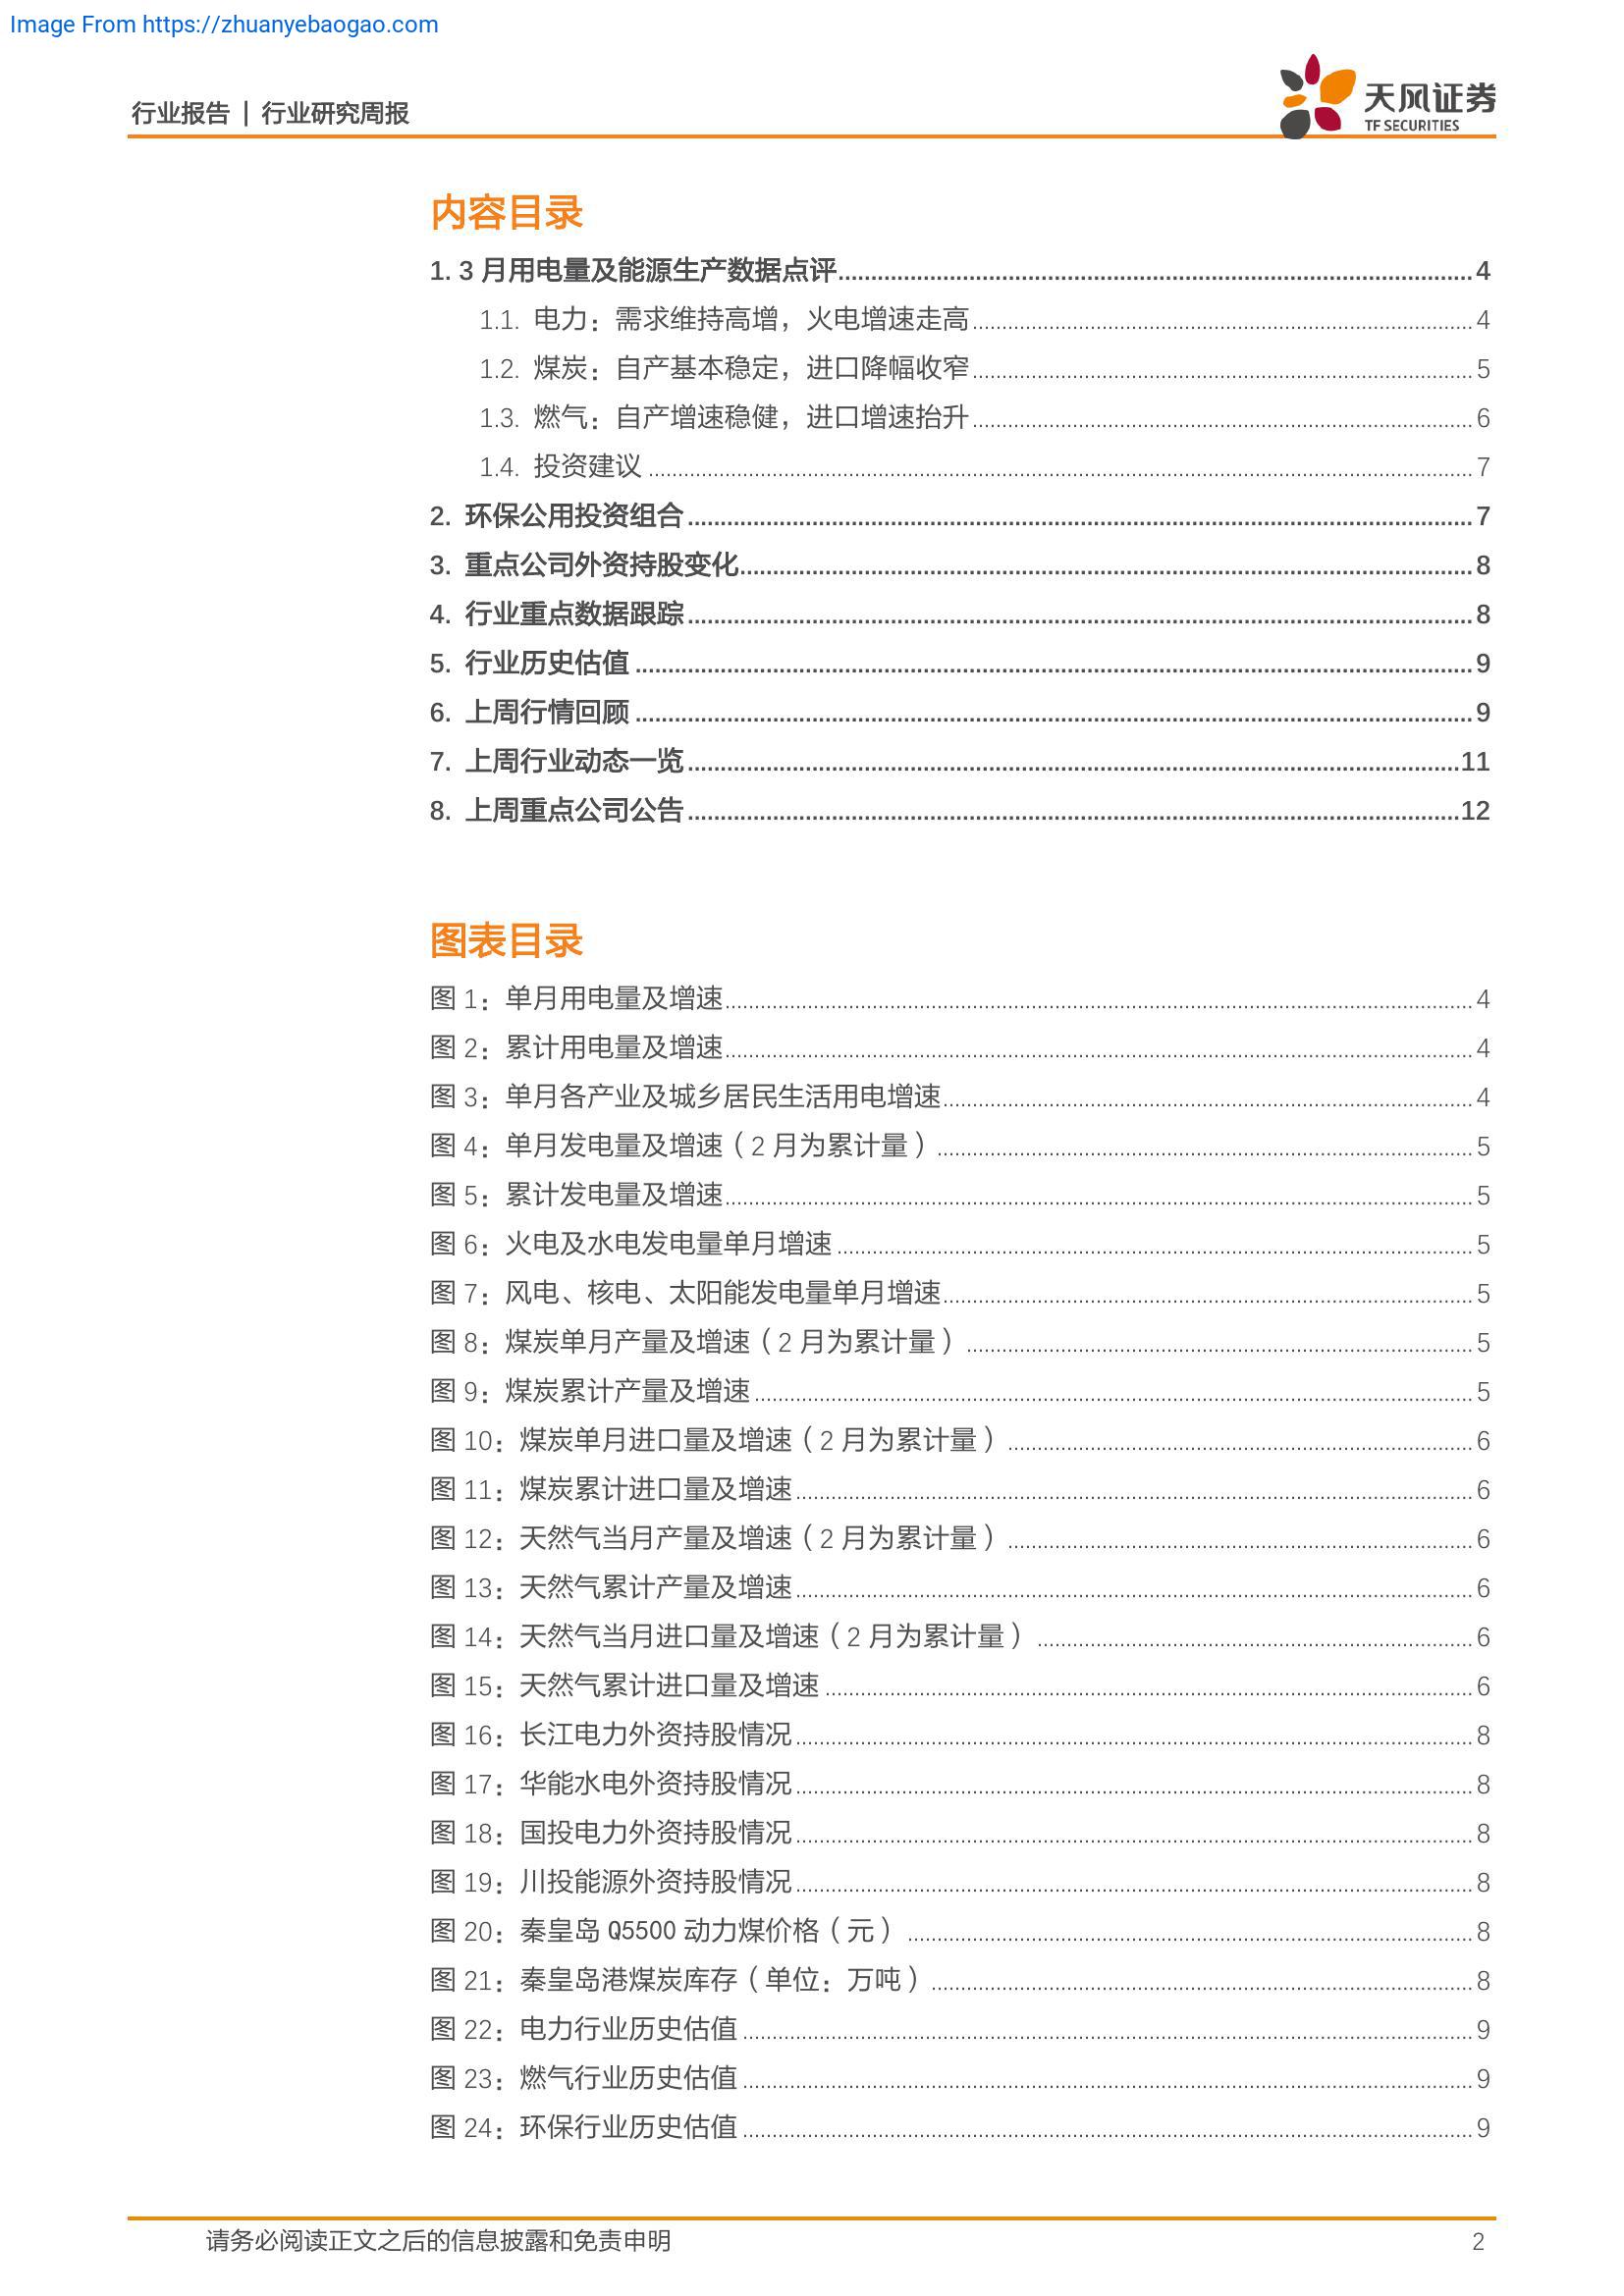 Image From https://zhuanyebaogao.com
行业报告 | 行业研究周报
天风证券
TF SECURITIES
内容目录
1. 3 月用电量及能源生产数据点评 4
1.1. 电力：需求维持高增，火电增速走高 4
1.2. 煤炭：自产基本稳定，进口降幅收窄 5
1.3. 燃气：自产增速稳健，进口增速抬升 6
1.4. 投资建议 7
2. 环保公用投资组合 7
3. 重点公司外资持股变化 8
4. 行业重点数据跟踪 8
5. 行业历史估值 9
6. 上周行情回顾 9
7. 上周行业动态一览 11
8. 上周重点公司公告 12
图表目录
图 1：单月用电量及增速 4
图 2：累计用电量及增速 4
图 3：单月各产业及城乡居民生活用电增速 4
图 4：单月发电量及增速（2 月为累计量） 5
图 5：累计发电量及增速 5
图 6：火电及水电发电量单月增速 5
图 7：风电、核电、太阳能发电量单月增速 5
图 8：煤炭单月产量及增速（2 月为累计量） 5
图 9：煤炭累计产量及增速 5
图 10：煤炭单月进口量及增速（2 月为累计量） 6
图 11：煤炭累计进口量及增速 6
图 12：天然气当月产量及增速（2 月为累计量） 6
图 13：天然气累计产量及增速 6
图 14：天然气当月进口量及增速（2 月为累计量） 6
图 15：天然气累计进口量及增速 6
图 16：长江电力外资持股情况 8
图 17：华能水电外资持股情况 8
图 18：国投电力外资持股情况 8
图 19：川投能源外资持股情况 8
图 20：秦皇岛 Q5500 动力煤价格（元） 8
图 21：秦皇岛港煤炭库存（单位：万吨） 8
图 22：电力行业历史估值 9
图 23：燃气行业历史估值 9
图 24：环保行业历史估值 9
请务必阅读正文之后的信息披露和免责申明 2